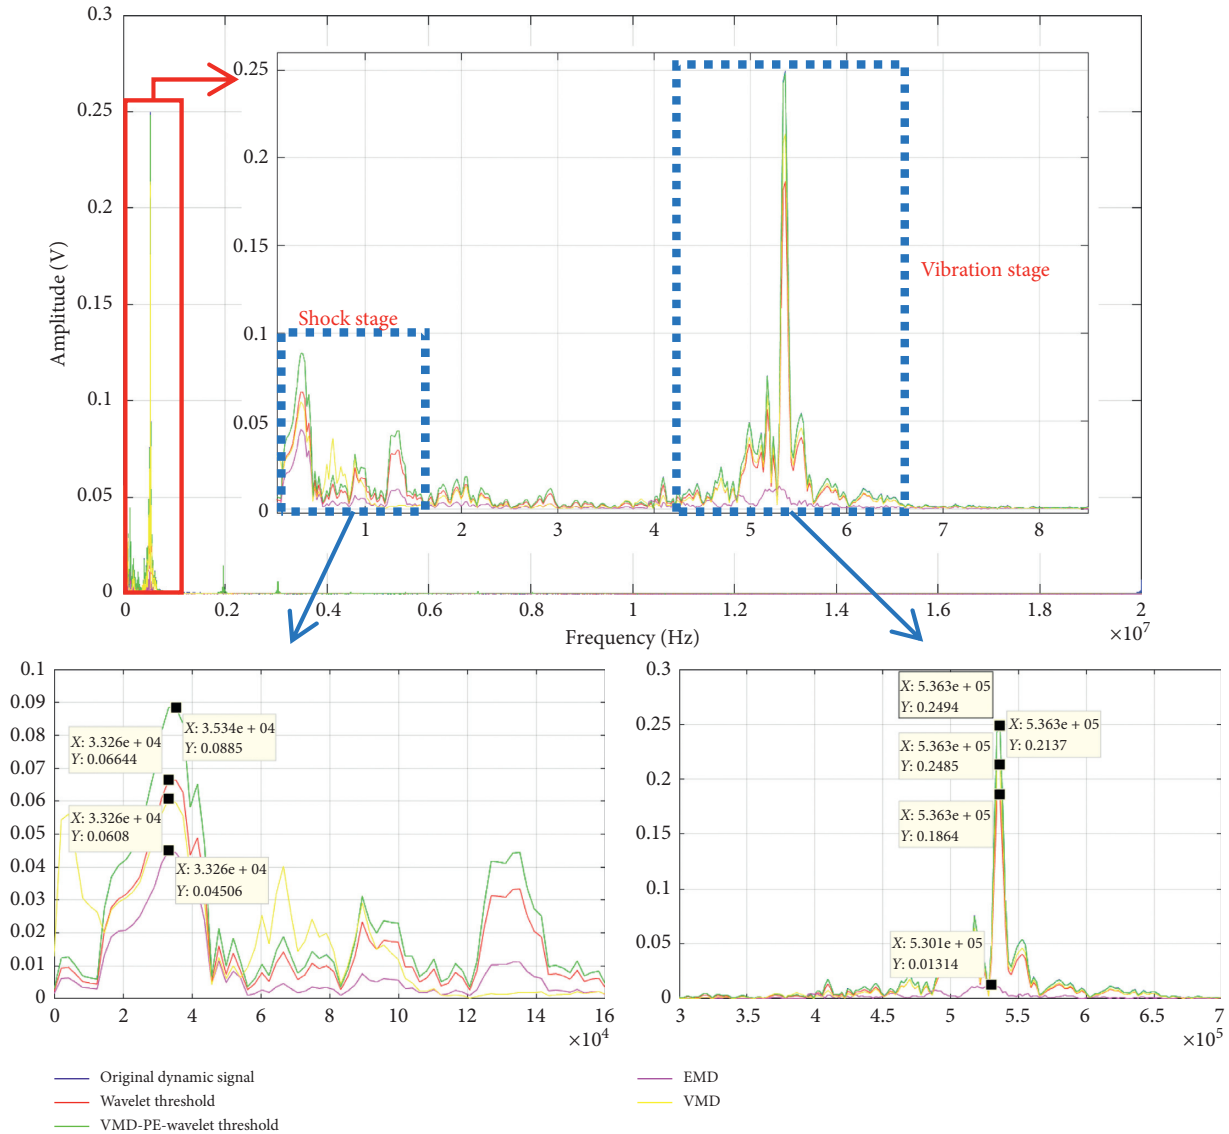 0.3
0.25
0.2
0.15
0.1
0.05
0
Amplitude (V)
0.25
0.2
0.15
0.1
0.05
0
Shock stage
Vibration stage
1 2 3 4 5 6 7 8
0 0.2 0.4 0.6 0.8 1 1.2 1.4 1.6 1.8 2
×10⁷
Frequency (Hz)
0.1
0.09
0.08
0.07
0.06
0.05
0.04
0.03
0.02
0.01
0
X: 3.326e + 04
Y: 0.06644
X: 3.534e + 04
Y: 0.0885
X: 3.326e + 04
Y: 0.0608
X: 3.326e + 04
Y: 0.04506
0 2 4 6 8 10 12 14 16
×10⁴
0.3
0.25
0.2
0.15
0.1
0.05
0
X: 5.363e + 05
Y: 0.2494
X: 5.363e + 05
Y: 0.2137
X: 5.363e + 05
Y: 0.2485
X: 5.363e + 05
Y: 0.1864
X: 5.301e + 05
Y: 0.01314
3 3.5 4 4.5 5 5.5 6 6.5 7
×10⁵
Original dynamic signal
Wavelet threshold
VMD-PE-wavelet threshold
EMD
VMD